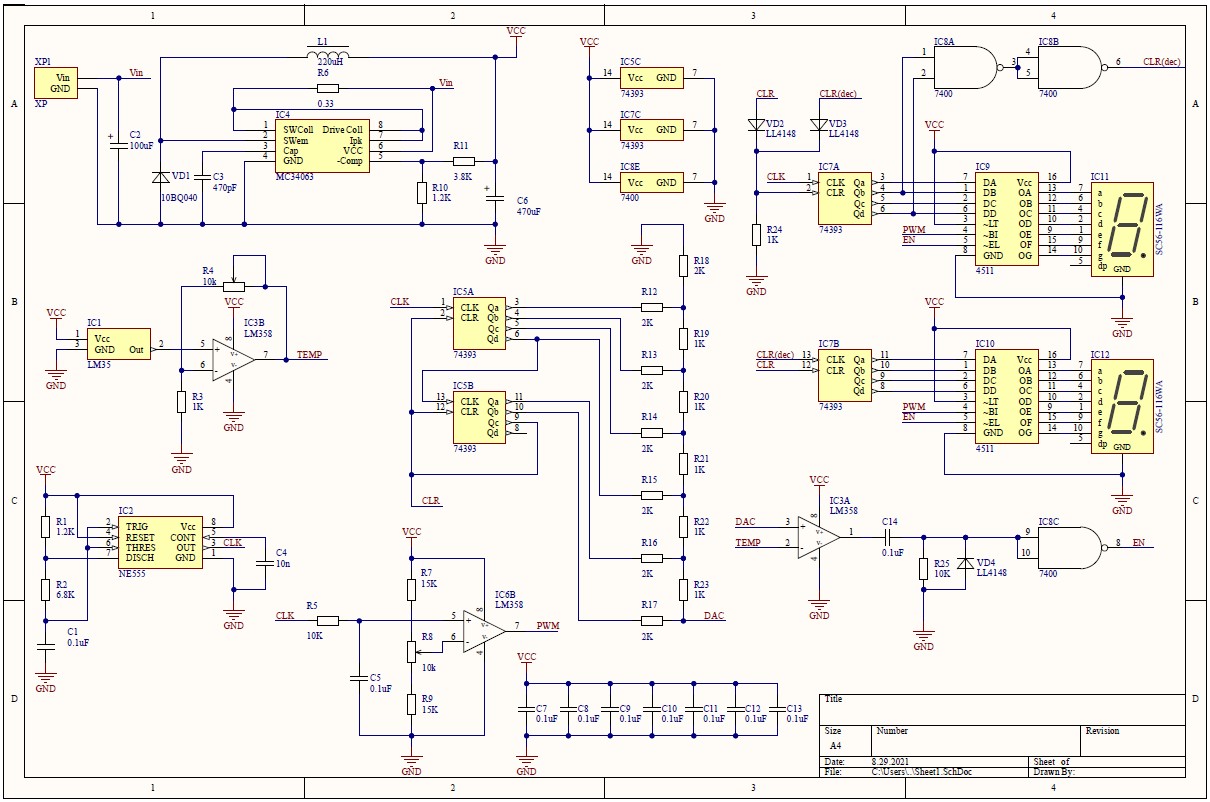 1 2 3 4
A B C D
A B C D
1 2 3 4
XP1
Vin
GND
XP
Vin
C2
100uF
+
VD1
10BQ040
C3
470pF
L1
220uH
R6
0.33
Vin
VCC
IC4
1 SWColl Drive Coll 8
2 SWem Ipk 7
3 Cap VCC 6
4 GND -Comp 5
MC34063
R11
3.8K
R10
1.2K
+
C6
470uF
GND
VCC
IC5C
14 Vcc GND 7
74393
IC7C
14 Vcc GND 7
74393
IC8E
14 Vcc GND 7
7400
GND
CLR
CLR(dec)
VD2
LL4148
VD3
LL4148
R24
1K
GND
IC7A
CLK 1 CLK Qa 3
2 CLR Qb 4
Qc 5
Qd 6
74393
IC8A
1
2
3
7400
IC8B
4
5
6
CLR(dec)
7400
VCC
IC9
7 DA Vcc 16
1 DB OA 13
2 DC OB 12
6 DD OC 11
3 ~LT OD 10
PWM 4 ~BI OE 9
EN 5 ~EL OF 15
8 GND OG 14
4511
IC11
7 a
6 b
4 c
2 d
1 e
9 f
10 g
5 dp
GND
SC56-116WA
GND
VCC
IC1
1 Vcc
3 GND Out 2
LM35
GND
R4
10k
VCC
IC3B
LM358
5 +
6 -
7
8
V+
V-
4
TEMP
GND
R3
1K
GND
IC5A
CLK 1 CLK Qa 3
2 CLR Qb 4
Qc 5
Qd 6
74393
IC5B
13 CLK Qa 11
12 CLR Qb 10
Qc 9
Qd 8
74393
CLR
GND
R18
2K
R12
2K
R19
1K
R13
2K
R20
1K
R14
2K
R21
1K
R15
2K
R22
1K
R16
2K
R23
1K
R17
2K
DAC
IC7B
CLR(dec) 13 CLK Qa 11
CLR 12 CLR Qb 10
Qc 9
Qd 8
74393
VCC
IC10
7 DA Vcc 16
1 DB OA 13
2 DC OB 12
6 DD OC 11
3 ~LT OD 10
PWM 4 ~BI OE 9
EN 5 ~EL OF 15
8 GND OG 14
4511
IC12
7 a
6 b
4 c
2 d
1 e
9 f
10 g
5 dp
GND
SC56-116WA
GND
VCC
R1
1.2K
R2
6.8K
C1
0.1uF
GND
IC2
2 TRIG Vcc 8
4 RESET CONT 5
6 THRES OUT 3 CLK
7 DISCH GND 1
NE555
C4
10n
GND
CLK
R5
10K
C5
0.1uF
VCC
R7
15K
R8
10k
R9
15K
GND
IC6B
LM358
5 +
6 -
7
8
V+
V-
4
PWM
VCC
IC3A
LM358
DAC 3 +
TEMP 2 -
1
8
V+
V-
4
GND
C14
0.1uF
R25
10K
VD4
LL4148
GND
IC8C
9
10
8
EN
7400
VCC
C7
0.1uF
C8
0.1uF
C9
0.1uF
C10
0.1uF
C11
0.1uF
C12
0.1uF
C13
0.1uF
GND
Title
Size Number Revision
A4
Date: 8.29.2021 Sheet of
File: C:\Users\..\Sheet1.SchDoc Drawn By: